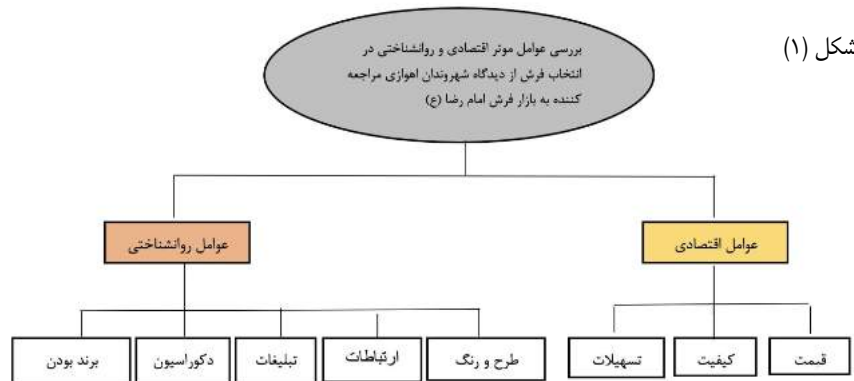 شکل (۱)
بررسی عوامل موثر اقتصادی و روانشناختی در
انتخاب فرش از دیدگاه شهروندان اهوازی مراجعه
کننده به بازار فرش امام رضا (ع)
عوامل اقتصادی
عوامل روانشناختی
قیمت
کیفیت
تسهیلات
طرح و رنگ
ارتباطات
تبلیغات
دکوراسیون
برند بودن